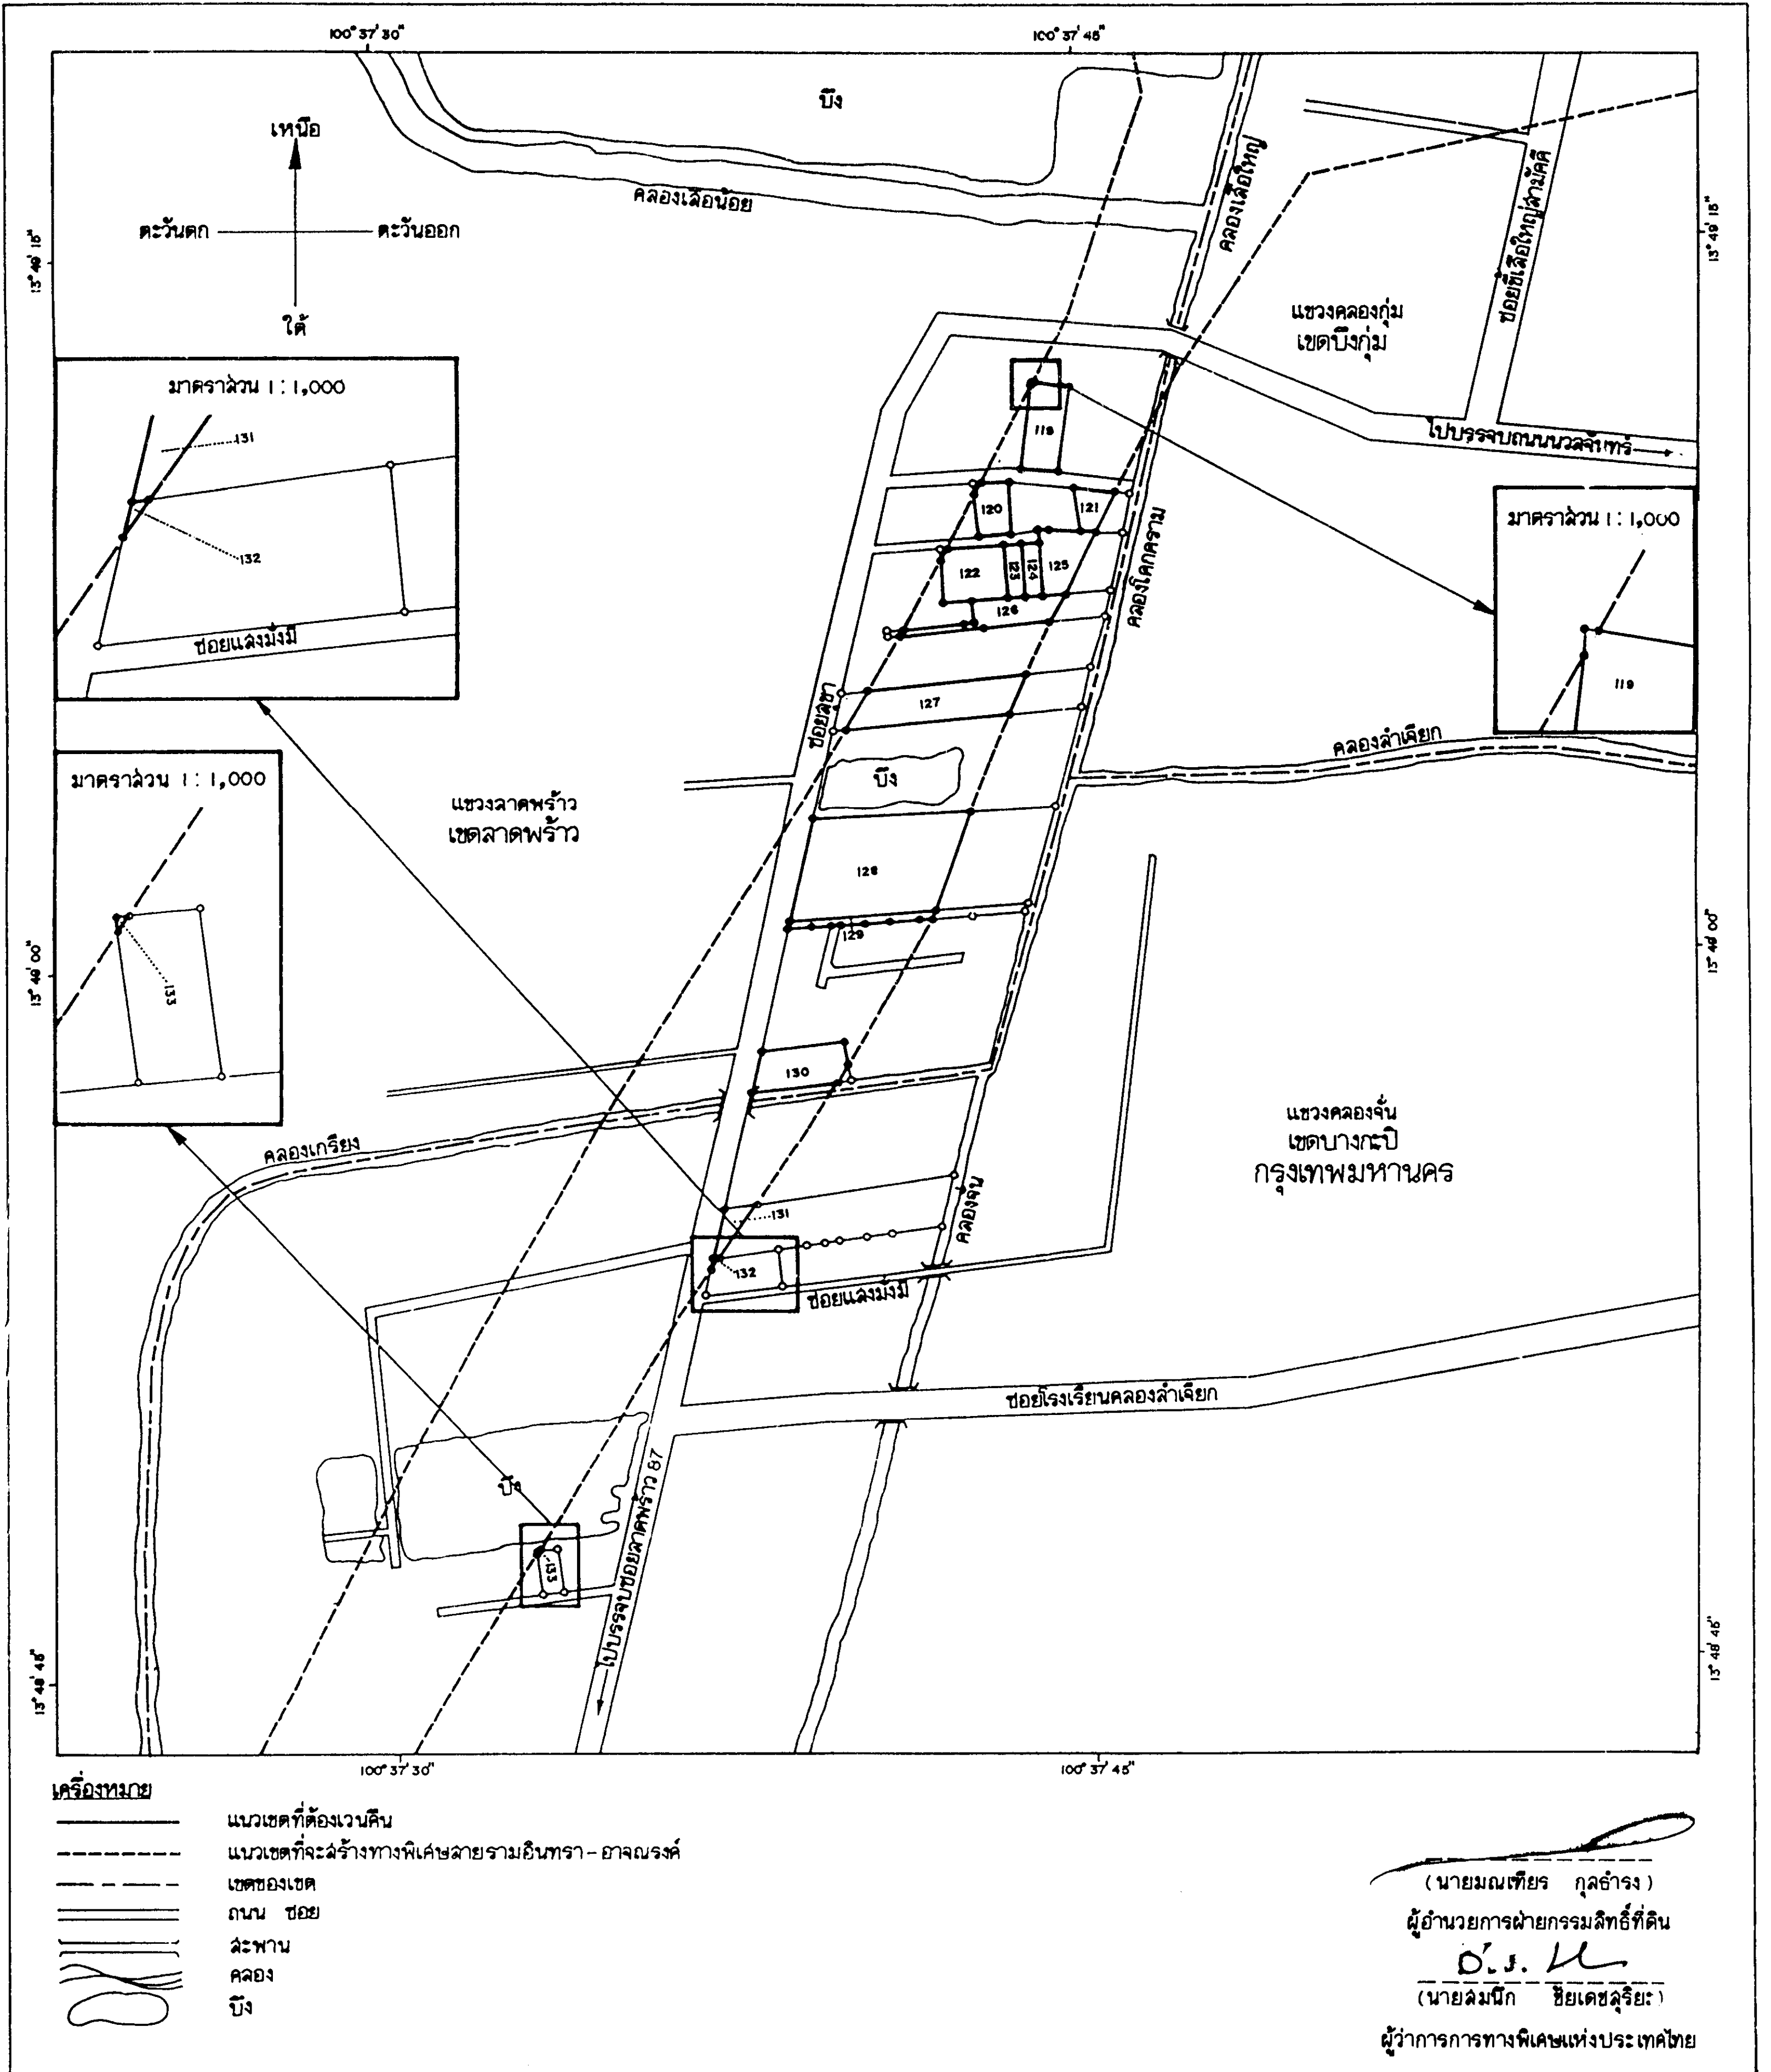 100° 37' 30"
100° 37' 45"
บึง
เหนือ
ตะวันตก
ตะวันออก
ใต้
คลองเสือน้อย
คลองเสือใหญ่
13° 49' 15"
13° 49' 15"
แขวงคลองกุ่ม
เขตบึงกุ่ม
ไปบรรจบถนนนวลจันทร์
มาตราส่วน 1 : 1,000
131
132
ซอยแสงมั่งมี
มาตราส่วน 1 : 1,000
119
มาตราส่วน 1 : 1,000
133
119
120
121
122
123
124
125
126
127
128
129
130
131
132
133
คลองโคกคราม
ซอยสุขา
บึง
คลองลำเจียก
แขวงลาดพร้าว
เขตลาดพร้าว
13° 49' 00"
13° 49' 00"
คลองเกรียง
แขวงคลองจั่น
เขตบางกะปิ
กรุงเทพมหานคร
คลองจั่น
ซอยแสงมั่งมี
ซอยโรงเรียนคลองลำเจียก
บึง
ไปบรรจบซอยลาดพร้าว 87
13° 48' 45"
13° 48' 45"
100° 37' 30"
100° 37' 45"
เครื่องหมาย
แนวเขตที่ต้องเวนคืน
แนวเขตที่จะสร้างทางพิเศษสายรามอินทรา - อาจณรงค์
เขตของเขต
ถนน ซอย
สะพาน
คลอง
บึง
(นายมณเฑียร กุลธำรง)
ผู้อำนวยการฝ่ายกรรมสิทธิ์ที่ดิน
(นายสมนึก ชัยเดชสุริยะ)
ผู้ว่าการการทางพิเศษแห่งประเทศไทย